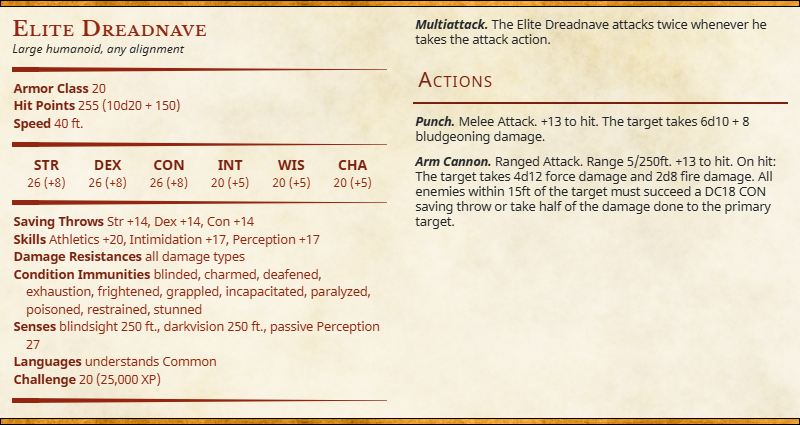 Elite Dreadnave
Large humanoid, any alignment
Armor Class 20
Hit Points 255 (10d20 + 150)
Speed 40 ft.
STR DEX CON INT WIS CHA
26 (+8) 26 (+8) 26 (+8) 20 (+5) 20 (+5) 20 (+5)
Saving Throws Str +14, Dex +14, Con +14
Skills Athletics +20, Intimidation +17, Perception +17
Damage Resistances all damage types
Condition Immunities blinded, charmed, deafened,
exhaustion, frightened, grappled, incapacitated, paralyzed,
poisoned, restrained, stunned
Senses blindsight 250 ft., darkvision 250 ft., passive Perception
27
Languages understands Common
Challenge 20 (25,000 XP)
Multiattack. The Elite Dreadnave attacks twice whenever he
takes the attack action.
Actions
Punch. Melee Attack. +13 to hit. The target takes 6d10 + 8
bludgeoning damage.
Arm Cannon. Ranged Attack. Range 5/250ft. +13 to hit. On hit:
The target takes 4d12 force damage and 2d8 fire damage. All
enemies within 15ft of the target must succeed a DC18 CON
saving throw or take half of the damage done to the primary
target.